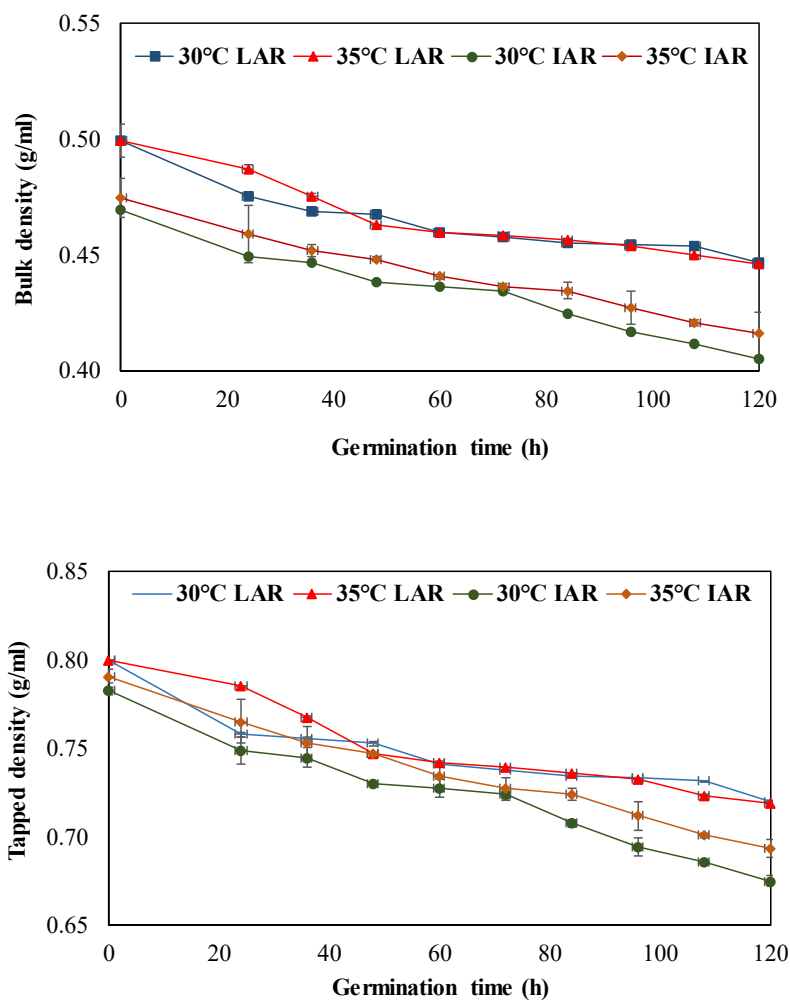 0.55
30°C LAR 35°C LAR 30°C IAR 35°C IAR
0.50
0.45
0.40
Bulk density (g/ml)
0 20 40 60 80 100 120
Germination time (h)
0.85
30°C LAR 35°C LAR 30°C IAR 35°C IAR
0.80
0.75
0.70
0.65
Tapped density (g/ml)
0 20 40 60 80 100 120
Germination time (h)